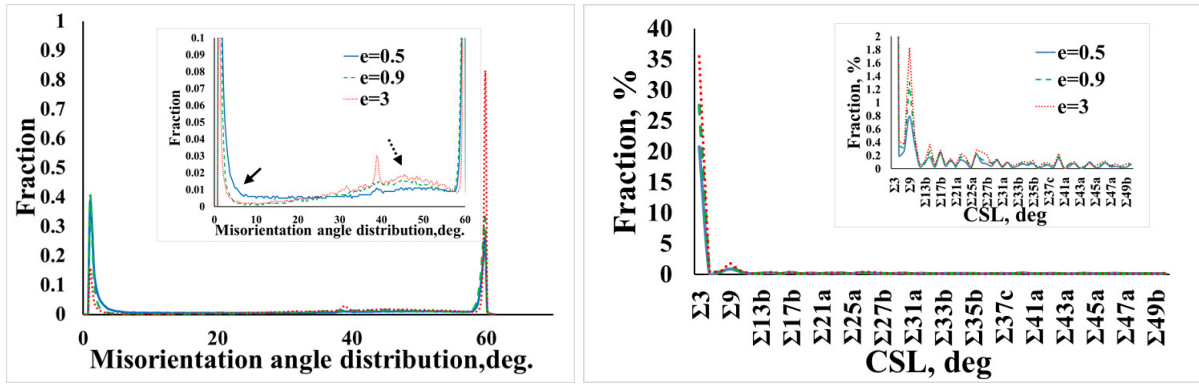 1
0.9
0.8
0.7
0.6
0.5
0.4
0.3
0.2
0.1
0
Fraction
0 20 40 60
Misorientation angle distribution,deg.
0.1
0.09
0.08
0.07
0.06
0.05
0.04
0.03
0.02
0.01
0
Fraction
0 10 20 30 40 50 60
Misorientation angle distribution,deg.
e=0.5
e=0.9
e=3
40
35
30
25
20
15
10
5
0
Fraction, %
Σ3 Σ9 Σ13b Σ17b Σ21a Σ25a Σ27b Σ31a Σ33b Σ35b Σ37c Σ41a Σ43a Σ45a Σ47a Σ49b
CSL, deg
2
1.8
1.6
1.4
1.2
1
0.8
0.6
0.4
0.2
0
Fraction, %
Σ3 Σ9 Σ13b Σ17b Σ21a Σ25a Σ27b Σ31a Σ33b Σ35b Σ37c Σ41a Σ43a Σ45a Σ47a Σ49b
CSL, deg
e=0.5
e=0.9
e=3